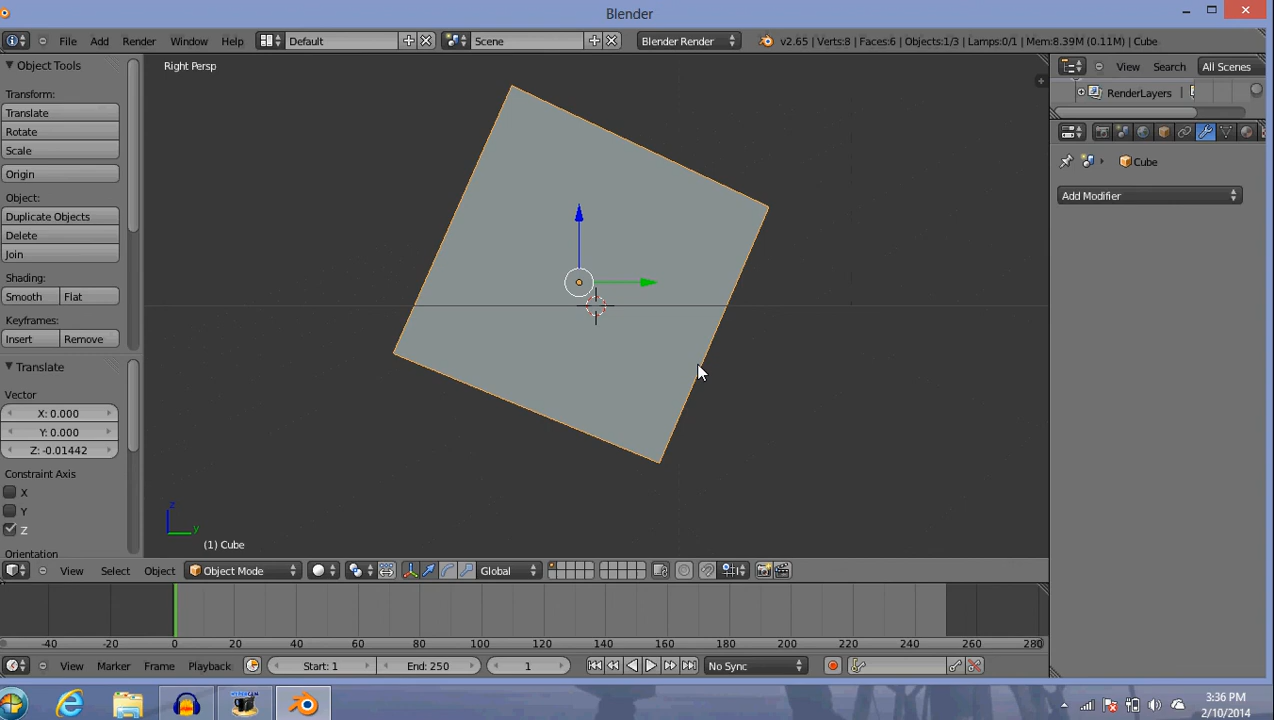 Blender
File Add Render Window Help Default Scene Blender Render v2.65 | Verts:8 | Faces:6 | Objects:1/3 | Lamps:0/1 | Mem:8.39M (0.11M) | Cube
Object Tools
Transform:
Translate
Rotate
Scale
Origin
Object:
Duplicate Objects
Delete
Join
Shading:
Smooth Flat
Keyframes:
Insert Remove
Translate
Vector
X: 0.000
Y: 0.000
Z: -0.01442
Constraint Axis
X
Y
Z
Orientation
Right Persp
z
y
(1) Cube
View Search All Scenes
RenderLayers |
Cube
Add Modifier
View Select Object Object Mode Global
-40 -20 0 20 40 60 80 100 120 140 160 180 200 220 240 260 280
View Marker Frame Playback Start: 1 End: 250 1 No Sync
3:36 PM
2/10/2014